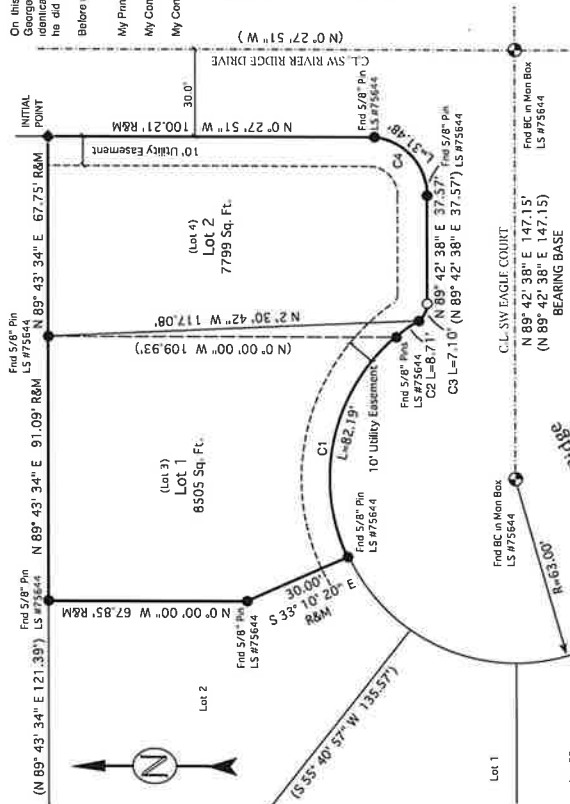 On this
George
identica
he did
Before
My Prin
My Con
My Con
INITIAL
POINT
(N 89° 43' 34" E 121.39')
N 89° 43' 34" E 91.09' R&M
N 89° 43' 34" E 67.75' R&M
Fnd 5/8" Pin
LS #75644
Fnd 5/8" Pin
LS #75644
30.0'
(N 0° 27' 51" W )
C.L. SW RIVER RIDGE DRIVE
N 0° 27' 51" W 100.21' R&M
10' Utility Easement
(Lot 4)
Lot 2
7799 Sq. Ft.
N 2° 30' 42" W 117.08'
(N 0° 00' 00" W 109.93')
(Lot 3)
Lot 1
8505 Sq. Ft.
N 0° 00' 00" W 67.85' R&M
Fnd 5/8" Pin
LS #75644
Fnd 5/8" Pin
LS #75644
C4
L=31.48'
Fnd 5/8" Pin
LS #75644
N 89° 42' 38" E 37.57'
(N 89° 42' 38" E 37.57')
C1
L=82.19'
10' Utility Easement
Fnd 5/8" Pins
LS #75644
C2 L=8.71'
C3 L=7.10'
30.00'
S 33° 10' 20" E
R&M
Fnd 5/8" Pin
LS #75644
Lot 2
N
(S 55° 40' 57" W 135.57')
C.L. SW EAGLE COURT
N 89° 42' 38" E 147.15'
(N 89° 42' 38" E 147.15)
BEARING BASE
Fnd BC in Mon Box
LS #75644
Fnd BC in Mon Box
LS #75644
R=63.00'
Lot 1